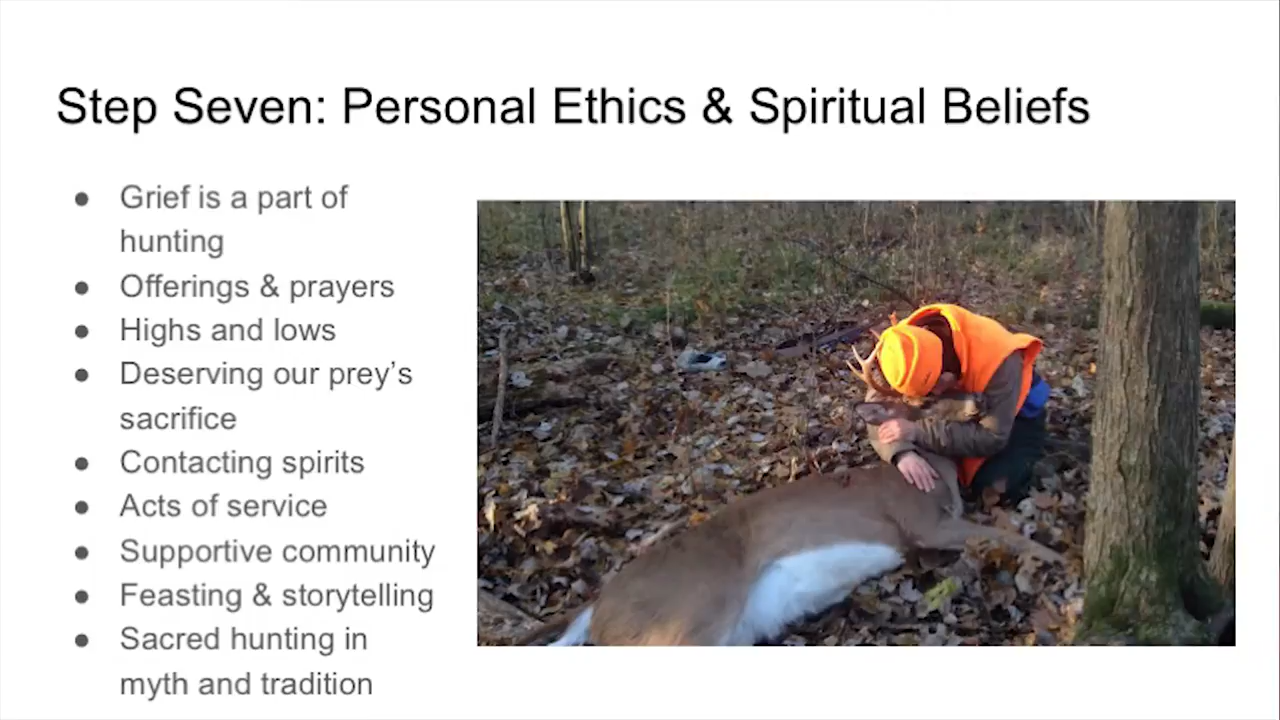 Step Seven: Personal Ethics & Spiritual Beliefs
● Grief is a part of
hunting
● Offerings & prayers
● Highs and lows
● Deserving our prey’s
sacrifice
● Contacting spirits
● Acts of service
● Supportive community
● Feasting & storytelling
● Sacred hunting in
myth and tradition